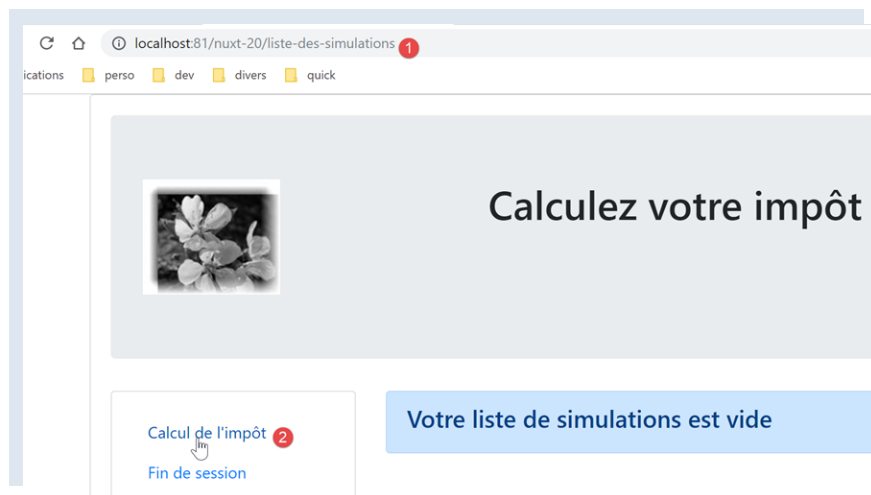 localhost:81/nuxt-20/liste-des-simulations 1
ications perso dev divers quick
Calculez votre impôt
Calcul de l'impôt 2
Fin de session
Votre liste de simulations est vide